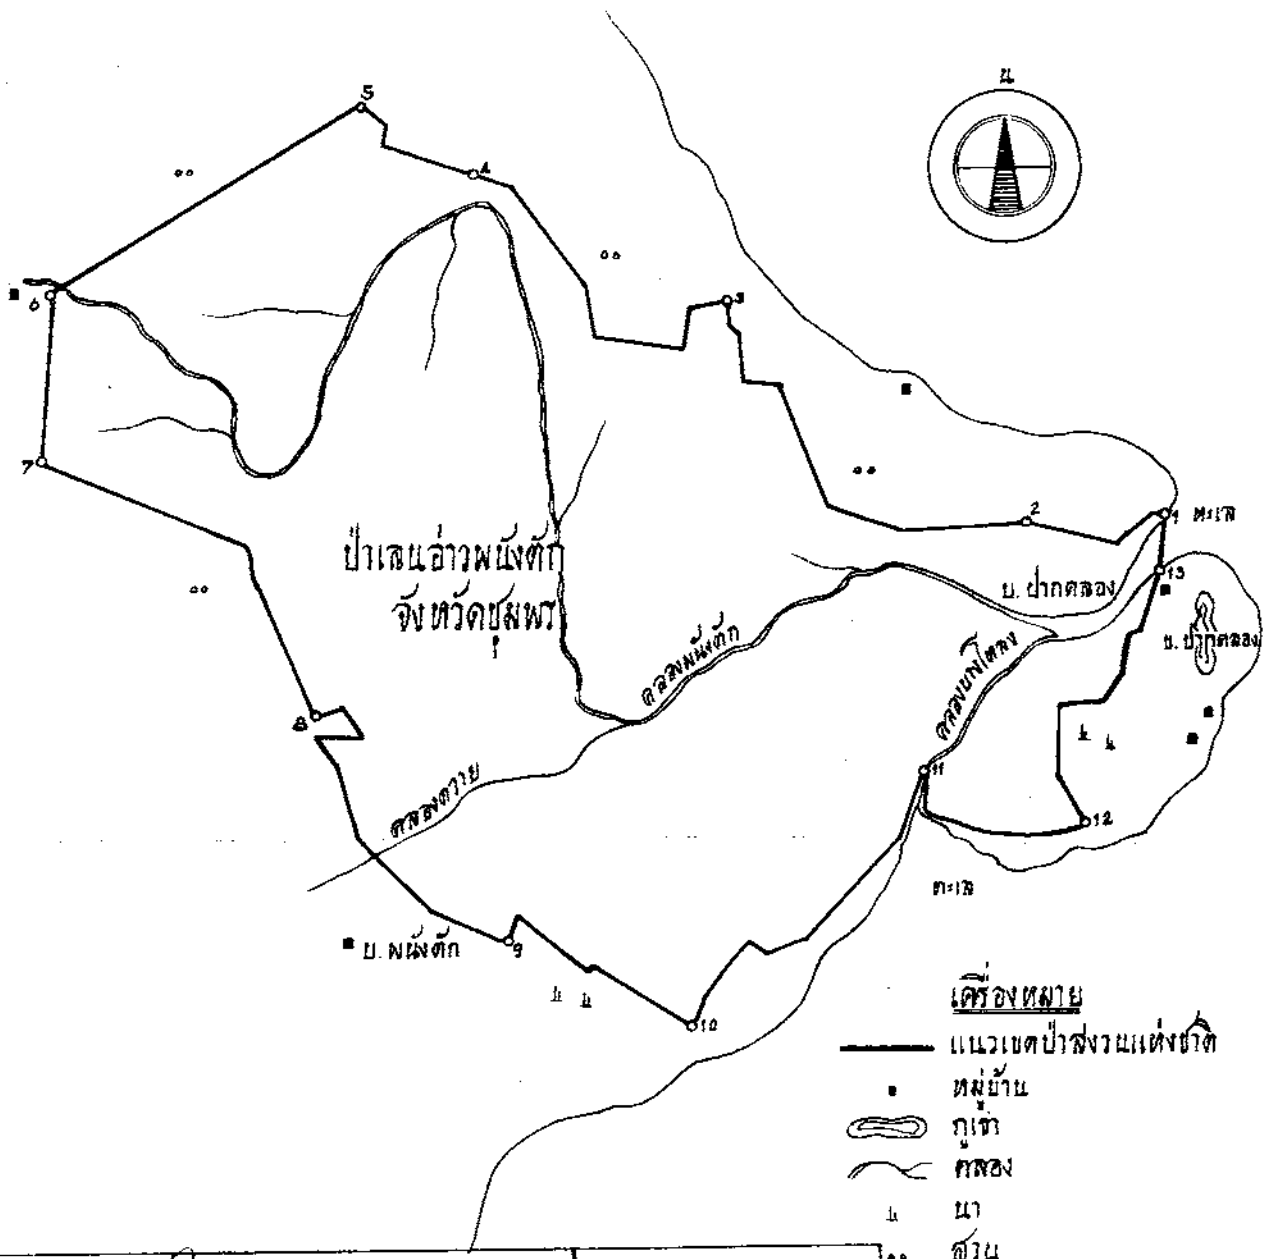 น
5
4
3
6
7
2
1
ทะเล
13
ป่าเลนอ่าวพนังตัก
จังหวัดชุมพร
บ. ปากคลอง
บ. ปากคลอง
คลองพนังตัก
8
คลองบางโหลง
11
คลองควาย
12
ทะเล
บ. พนังตัก
9
10
เครื่องหมาย
แนวเขตป่าสงวนแห่งชาติ
หมู่บ้าน
ภูเขา
คลอง
นา
สวน